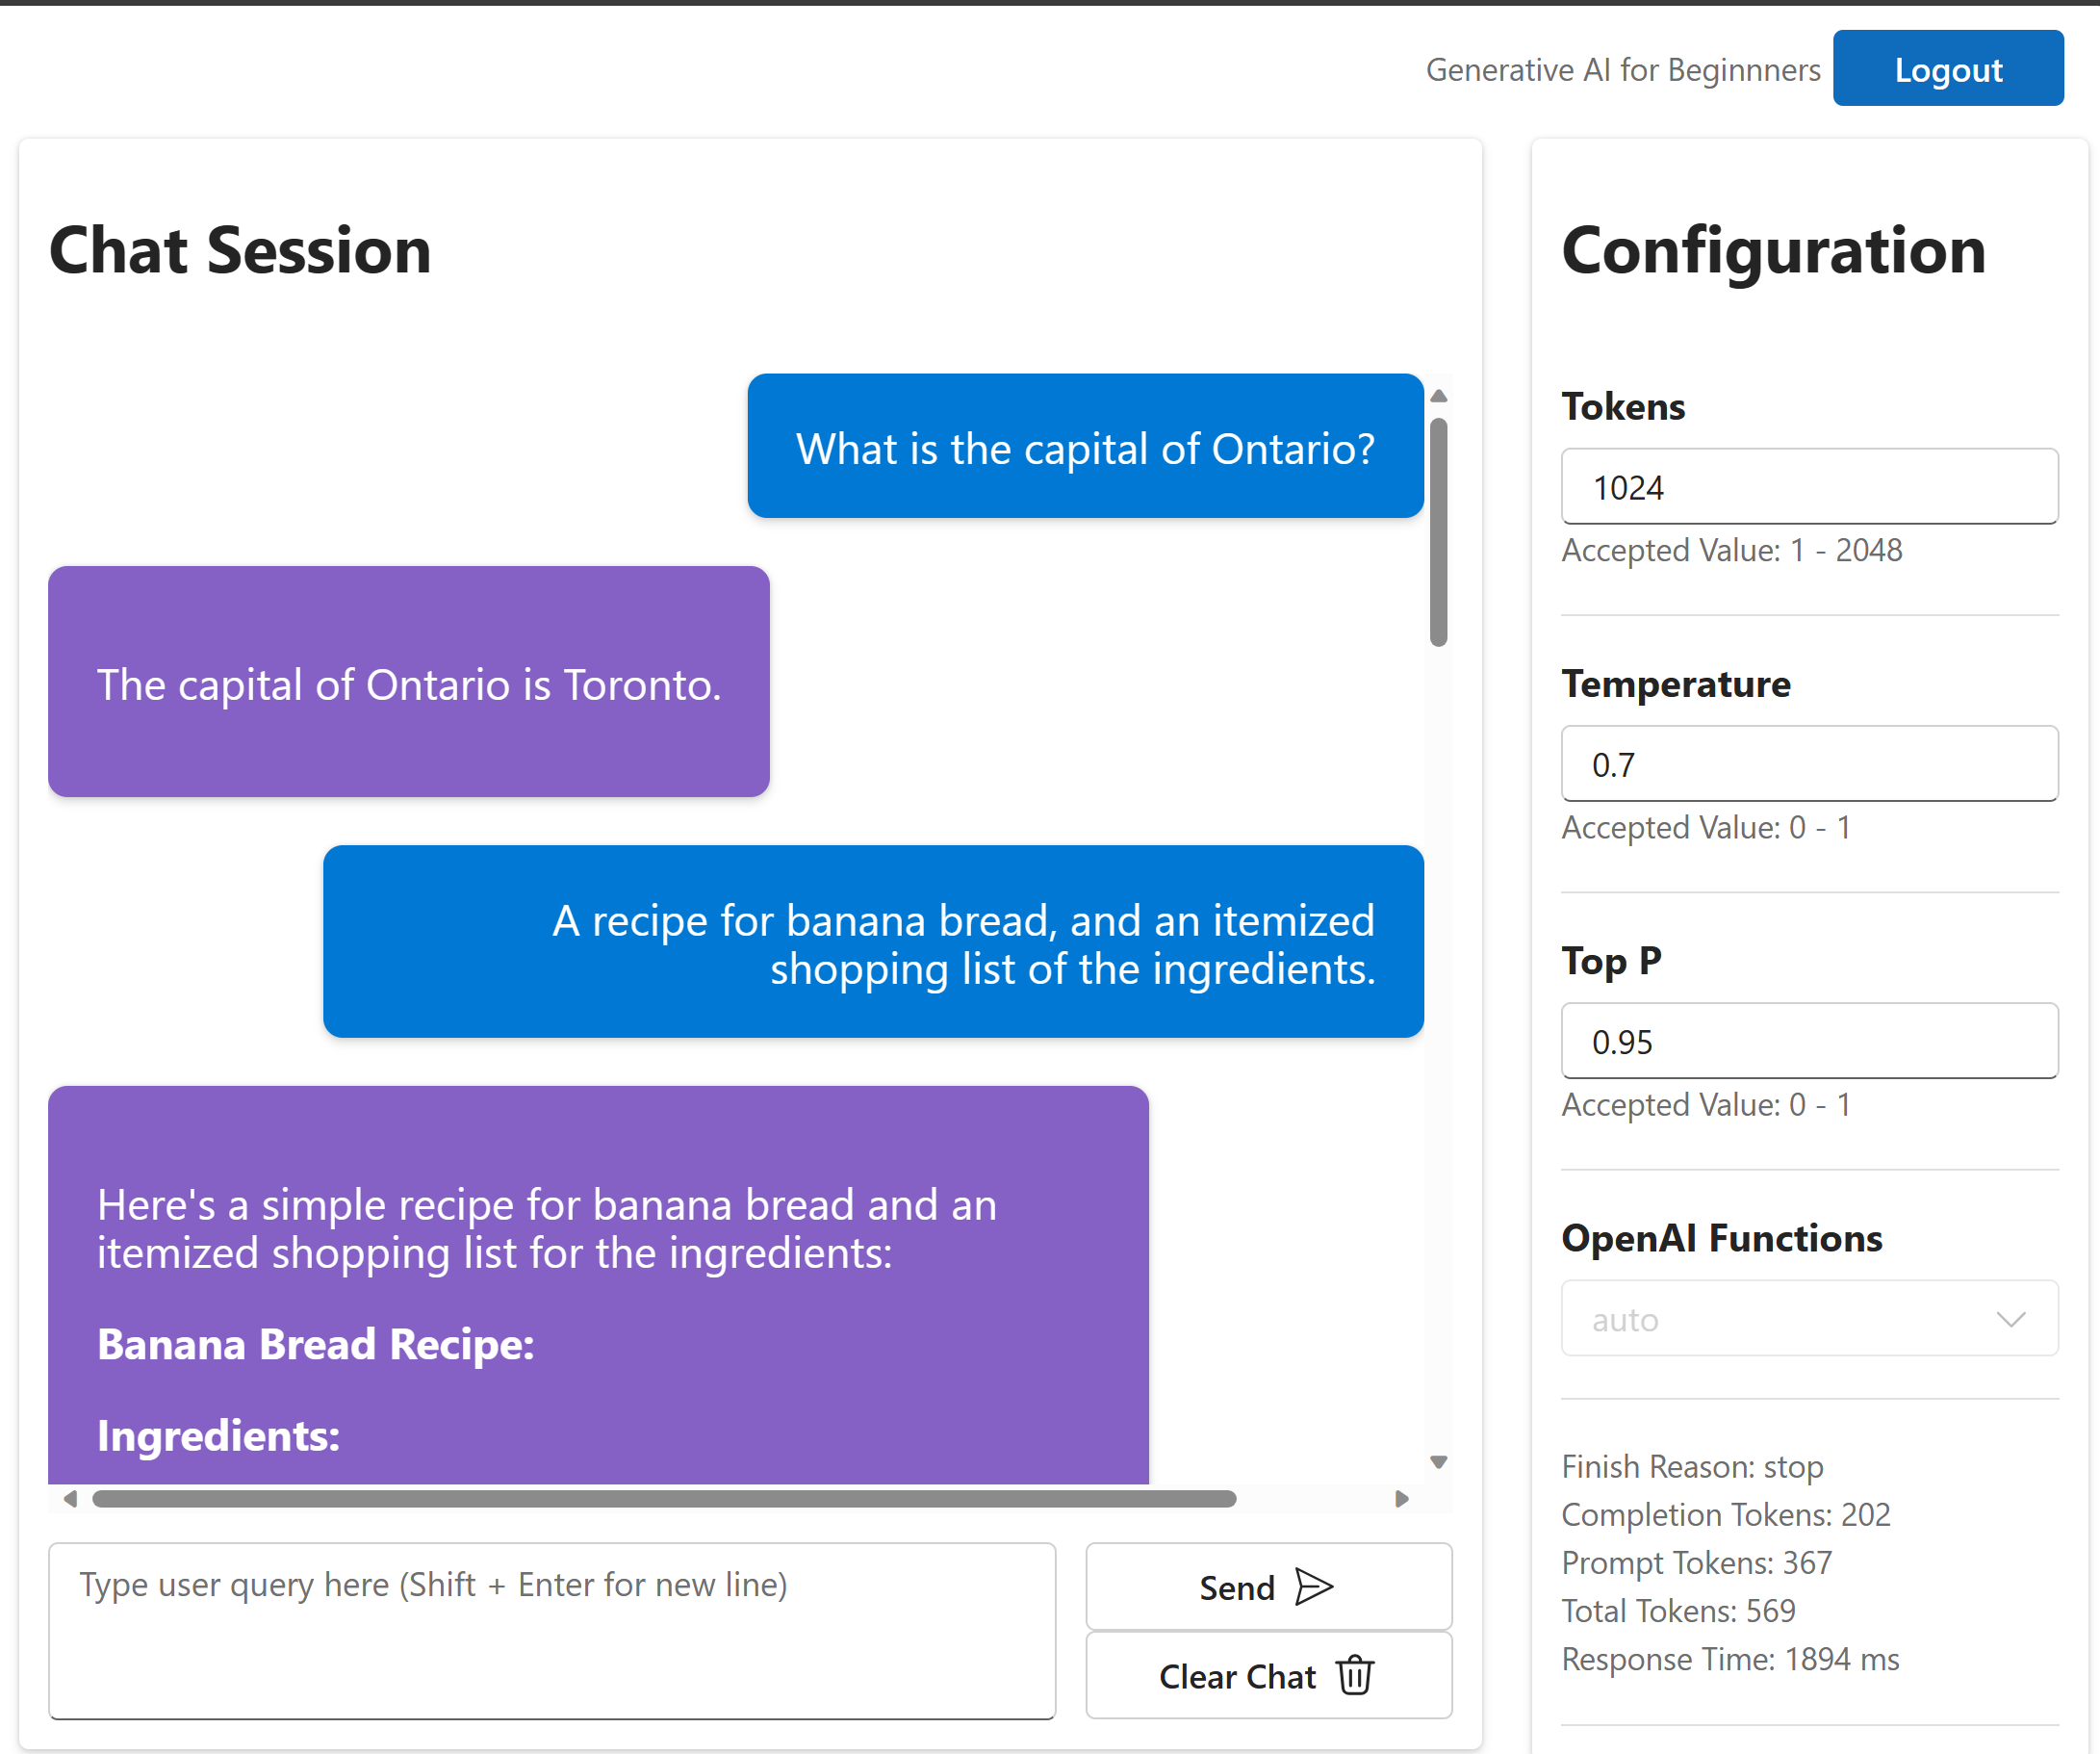 Generative AI for Beginnners
Logout
Chat Session
What is the capital of Ontario?
The capital of Ontario is Toronto.
A recipe for banana bread, and an itemized
shopping list of the ingredients.
Here's a simple recipe for banana bread and an
itemized shopping list for the ingredients:
Banana Bread Recipe:
Ingredients:
Type user query here (Shift + Enter for new line)
Send
Clear Chat
Configuration
Tokens
1024
Accepted Value: 1 - 2048
Temperature
0.7
Accepted Value: 0 - 1
Top P
0.95
Accepted Value: 0 - 1
OpenAI Functions
auto
Finish Reason: stop
Completion Tokens: 202
Prompt Tokens: 367
Total Tokens: 569
Response Time: 1894 ms